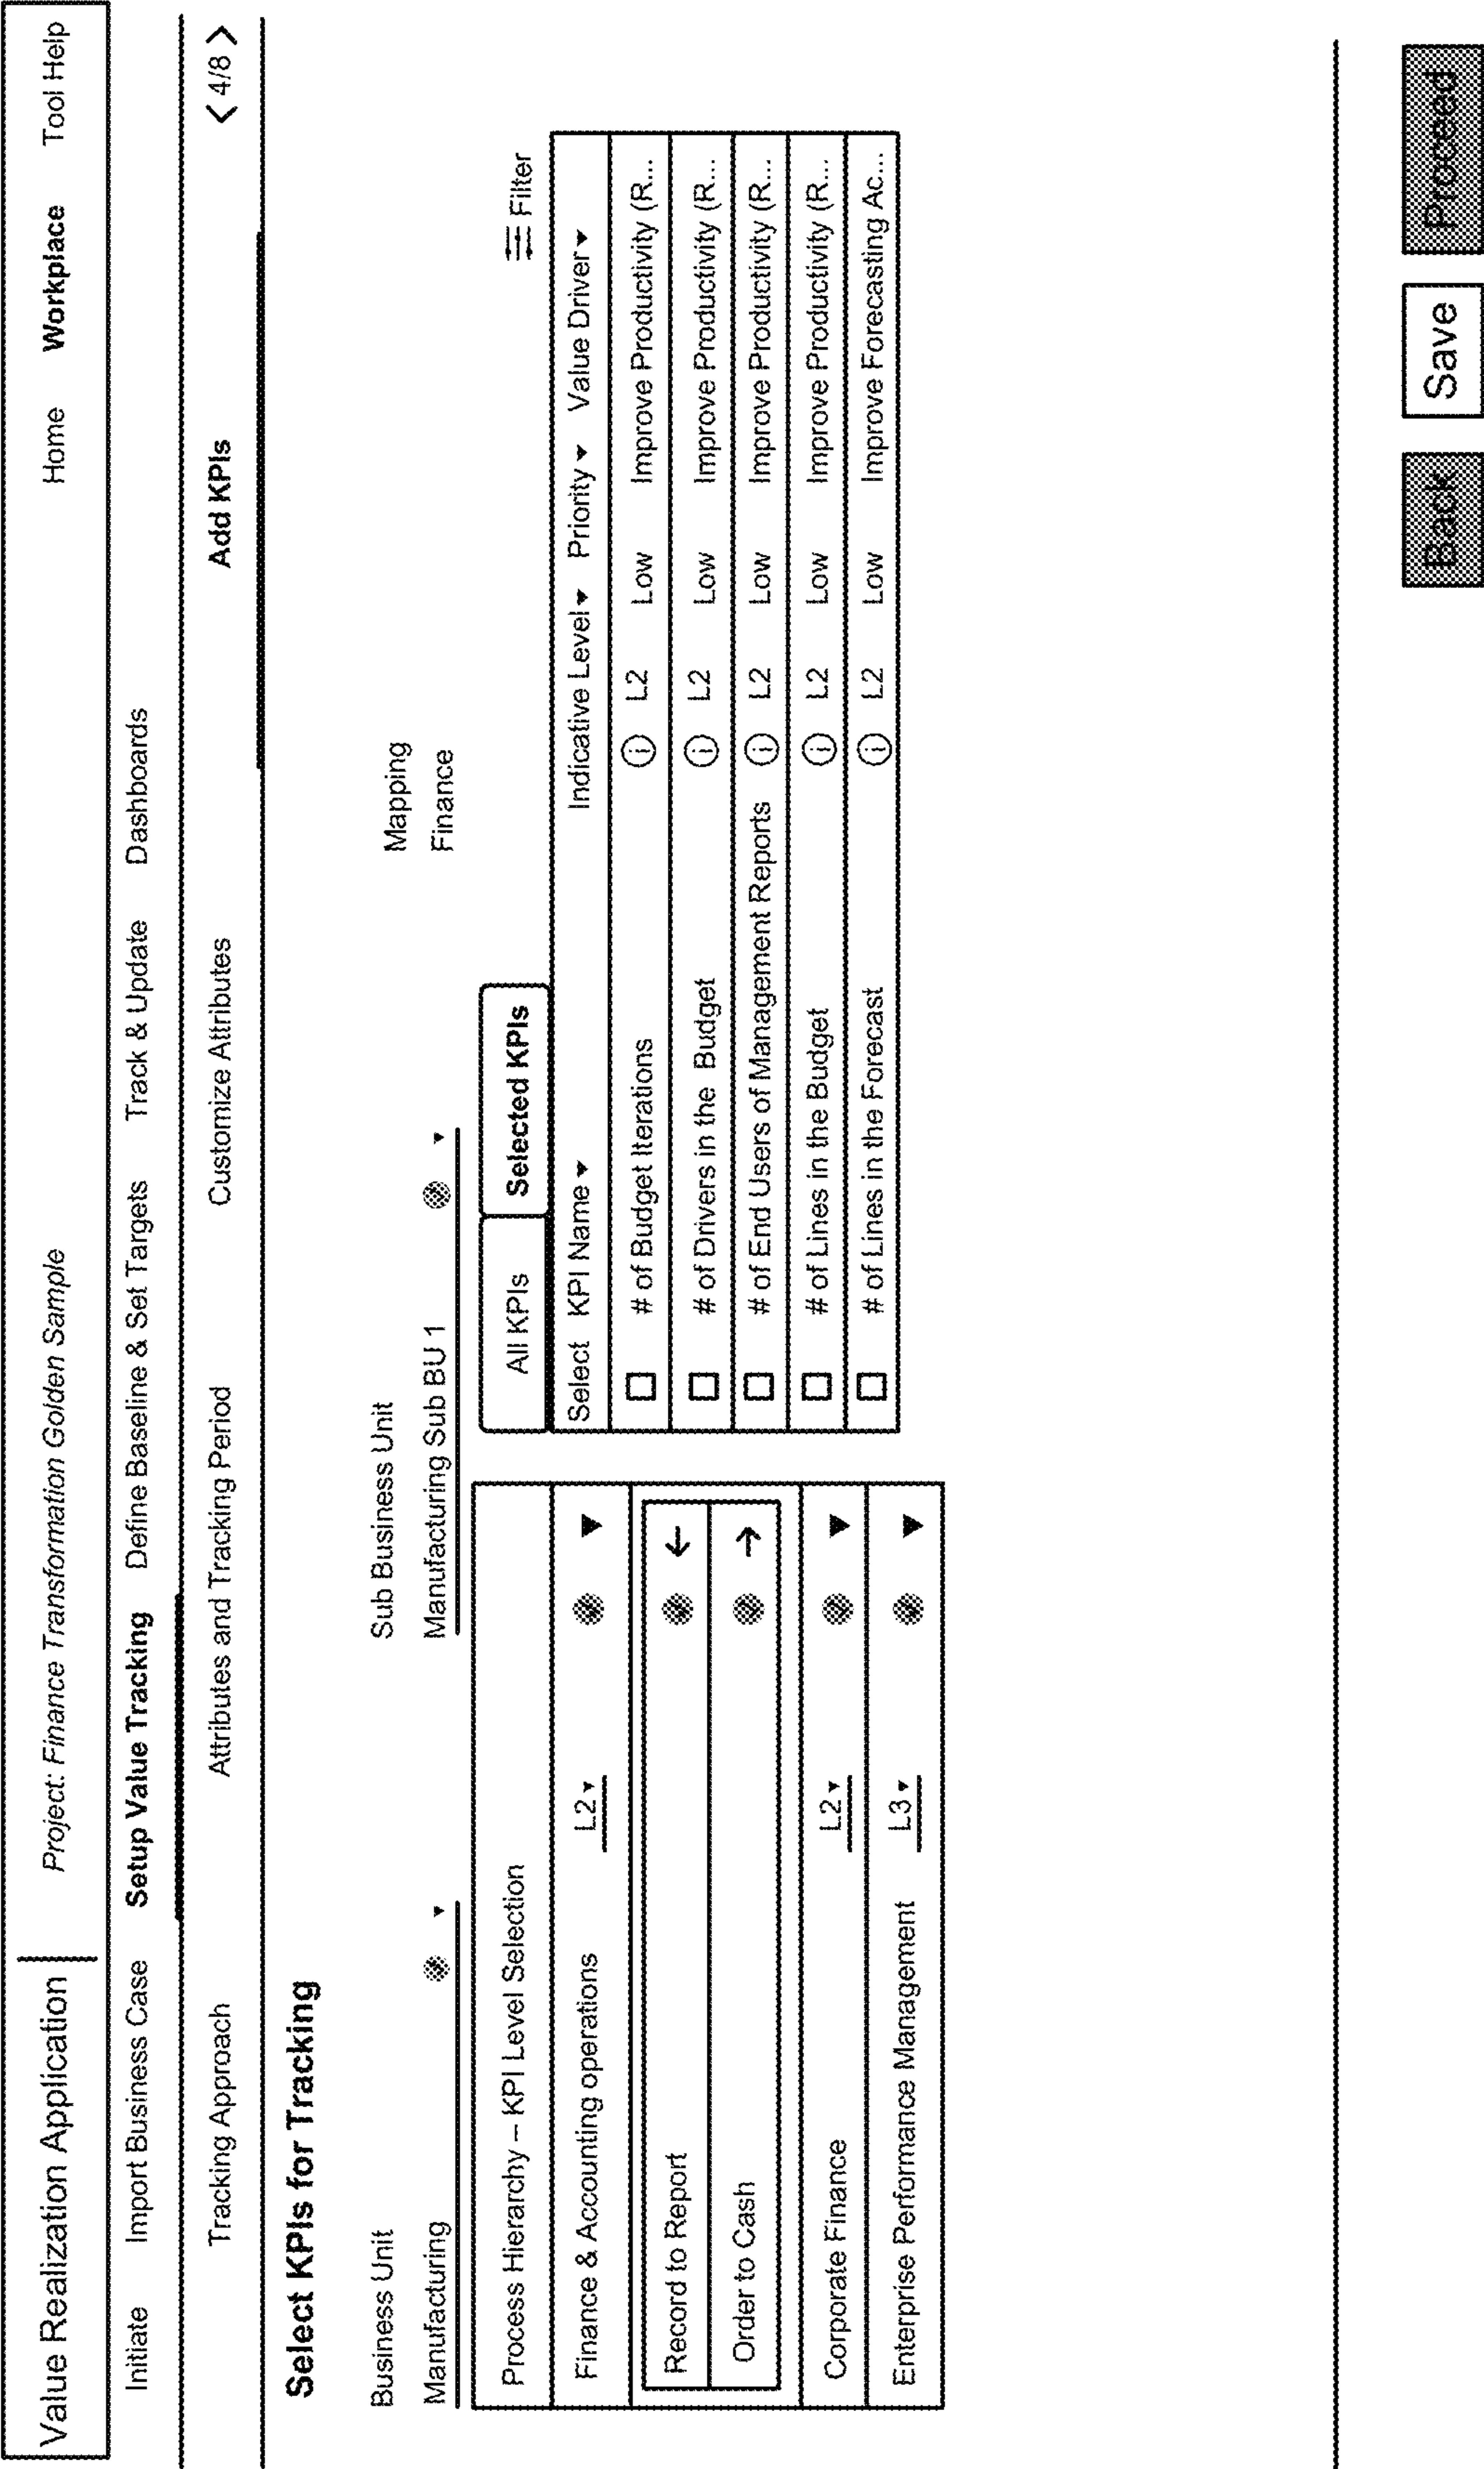 Value Realization Application Project: Finance Transformation Golden Sample Home Workplace Tool Help
Initiate Import Business Case Setup Value Tracking Define Baseline & Set Targets Track & Update Dashboards
Tracking Approach Attributes and Tracking Period Customize Attributes Add KPIs < 4/8 >
Select KPIs for Tracking
Business Unit Sub Business Unit Mapping
Manufacturing Manufacturing Sub BU 1 Finance
All KPIs Selected KPIs Filter
Process Hierarchy – KPI Level Selection
Finance & Accounting operations L2
Record to Report
Order to Cash
Corporate Finance L2
Enterprise Performance Management L3
Select KPI Name Indicative Level Priority Value Driver
# of Budget Iterations i L2 Low Improve Productivity (R...
# of Drivers in the Budget i L2 Low Improve Productivity (R...
# of End Users of Management Reports i L2 Low Improve Productivity (R...
# of Lines in the Budget i L2 Low Improve Productivity (R...
# of Lines in the Forecast i L2 Low Improve Forecasting Ac...
Back Save Proceed